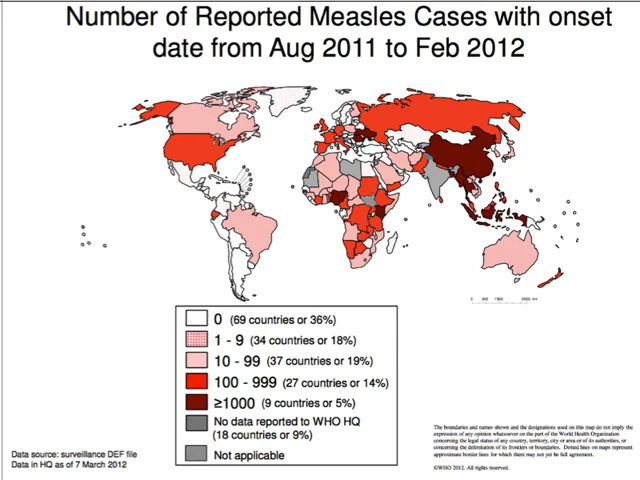 Number of Reported Measles Cases with onset
date from Aug 2011 to Feb 2012
0 (69 countries or 36%)
1 - 9 (34 countries or 18%)
10 - 99 (37 countries or 19%)
100 - 999 (27 countries or 14%)
≥1000 (9 countries or 5%)
No data reported to WHO HQ
(18 countries or 9%)
Not applicable
Data source: surveillance DEF file
Data in HQ as of 7 March 2012
The boundaries and names shown and the designations used on this map do not imply the
expression of any opinion whatsoever on the part of the World Health Organization
concerning the legal status of any country, territory, city or area or of its authorities, or
concerning the delimitation of its frontiers or boundaries. Dotted lines on maps represent
approximate border lines for which there may not yet be full agreement.
©WHO 2012. All rights reserved.